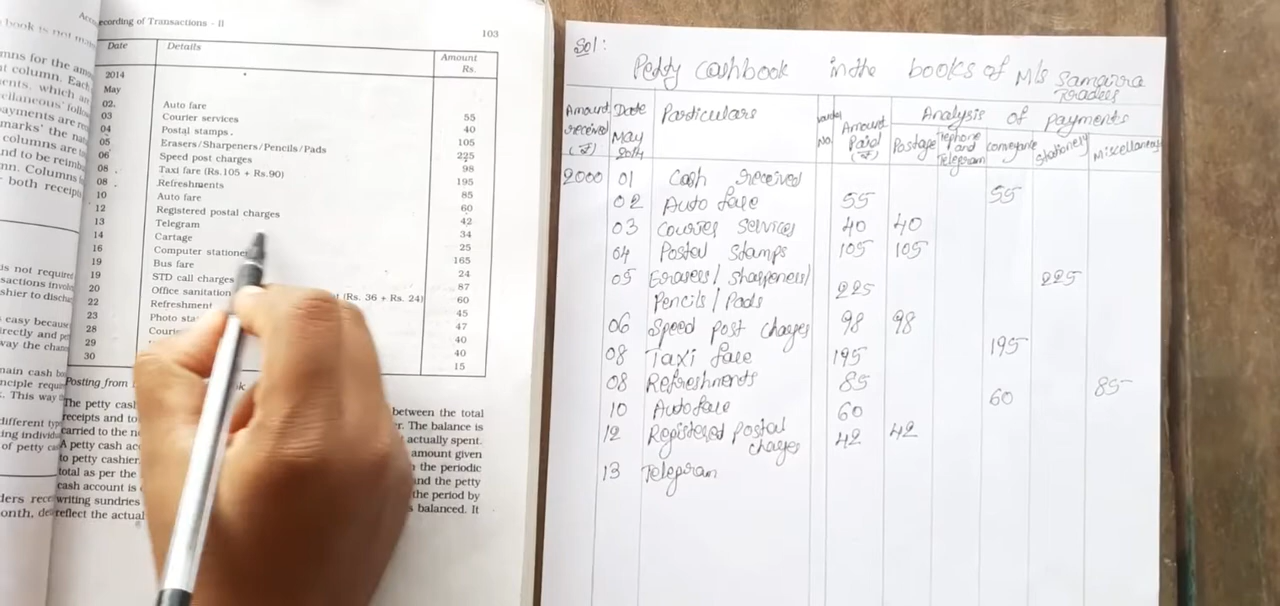 book is not
Recording of Transactions - II
103
Date Details Amount
Rs.
2014
May
02. Auto fare 55
03 Courier services 40
04 Postal stamps. 105
05 Erasers/Sharpeners/Pencils/Pads 225
06 Speed post charges 98
08 Taxi fare (Rs.105 + Rs.90) 195
08 Refreshments 85
10 Auto fare 60
12 Registered postal charges 42
13 Telegram 34
14 Cartage 25
16 Computer 165
19 Bus fare 24
19 STD call charges 87
20 Office sanitation (Rs. 36 + Rs. 24) 60
22 Refreshment 45
23 Photo 47
28 40
29 40
30 15
Posting from
The petty cash between the total
receipts and to The balance is
carried to the actually spent.
A petty cash amount given
to petty cashier the periodic
total as per the and the petty
cash account is the period by
writing sundries balanced. It
reflect the actual
Sol:
Petty cashbook in the books of M/s Samaira
Traders
Amount received (₹) Date May 2014 Particulars No. Amount Paid (₹) Analysis of payments
Postage Telephone and Telegram conveyance Stationery Miscellaneous
2000 01 Cash received
02 Auto fare 55 55
03 Courier Services 40 40
04 Postal Stamps 105 105
05 Erasers/ Sharpeners/
Pencils/Pads 225 225
06 Speed post charges 98 98
08 Taxi fare 195 195
08 Refreshments 85 85
10 Auto fare 60 60
12 Registered postal
charges 42 42
13 Telegram